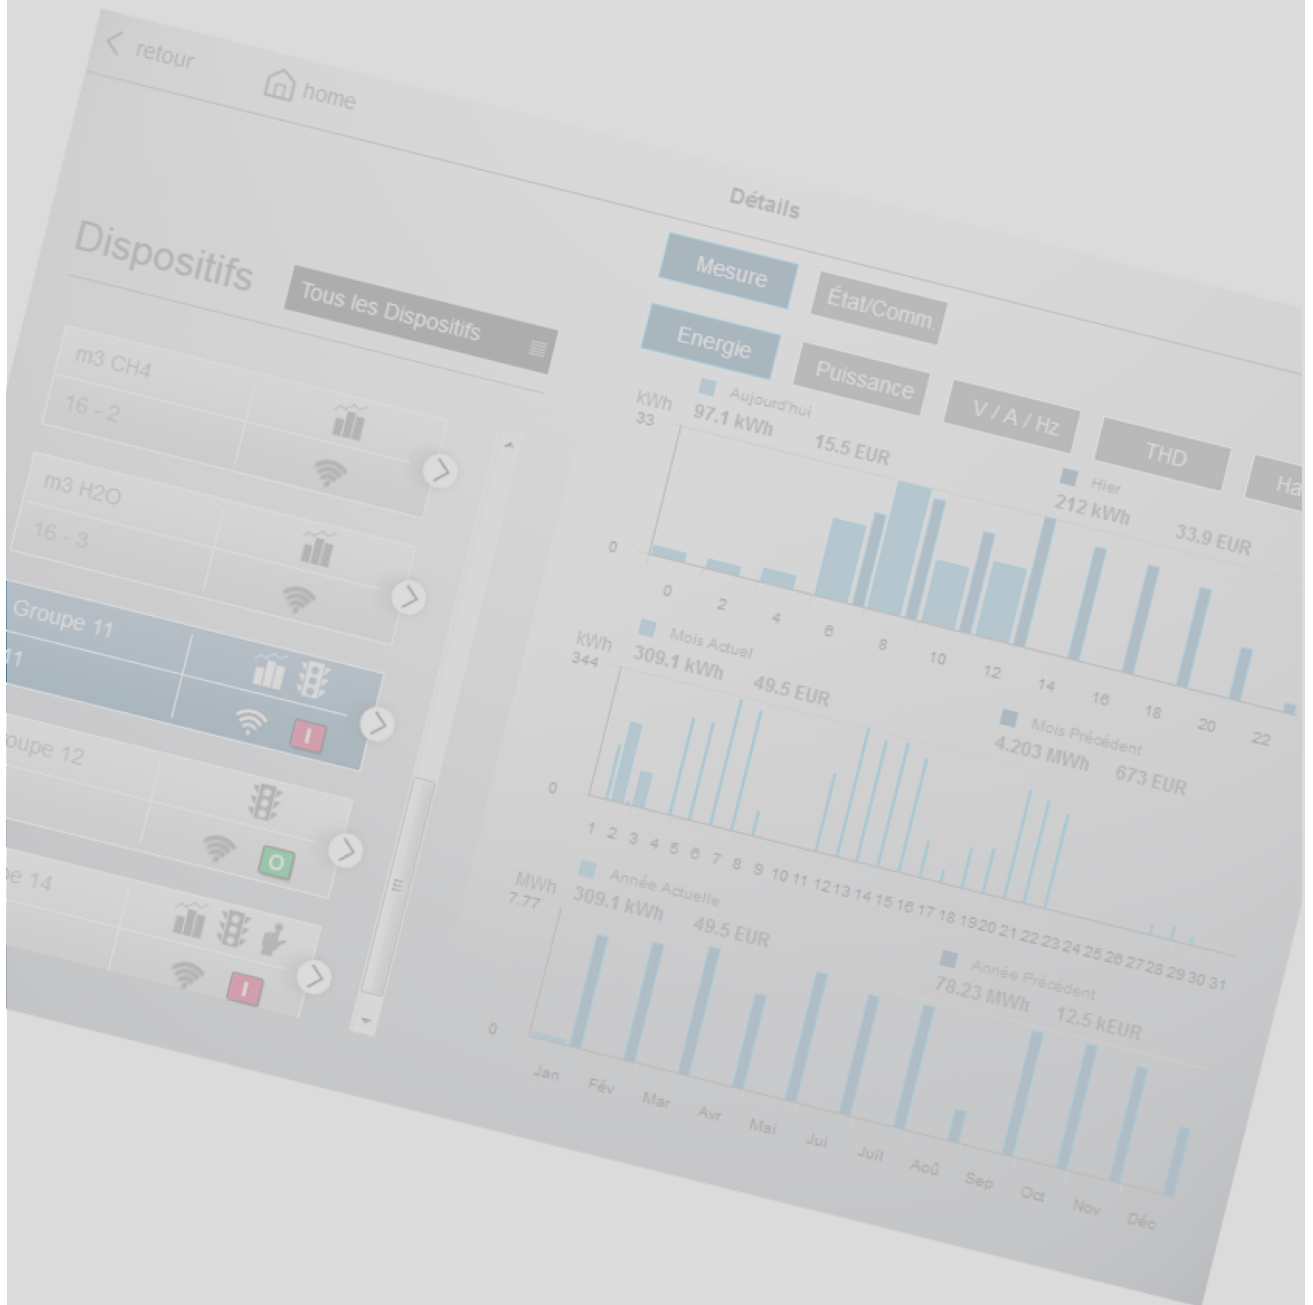 retour
home
Détails
Dispositifs
Tous les Dispositifs
m3 CH4
16 - 2
m3 H2O
16 - 3
Groupe 11
11
oupe 12
pe 14
Mesure
État/Comm.
Energie
Puissance
V / A / Hz
THD
Ha
kWh
33
0
Aujourd'hui
97.1 kWh 15.5 EUR
Hier
212 kWh 33.9 EUR
0 2 4 6 8 10 12 14 16 18 20 22
kWh
344
0
Mois Actuel
309.1 kWh 49.5 EUR
Mois Précédent
4.203 MWh 673 EUR
1 2 3 4 5 6 7 8 9 10 11 12 13 14 15 16 17 18 19 20 21 22 23 24 25 26 27 28 29 30 31
MWh
7.77
0
Année Actuelle
309.1 kWh 49.5 EUR
Année Précédent
78.23 MWh 12.5 kEUR
Jan Fév Mar Avr Mai Jui Juil Aoû Sep Oct Nov Déc